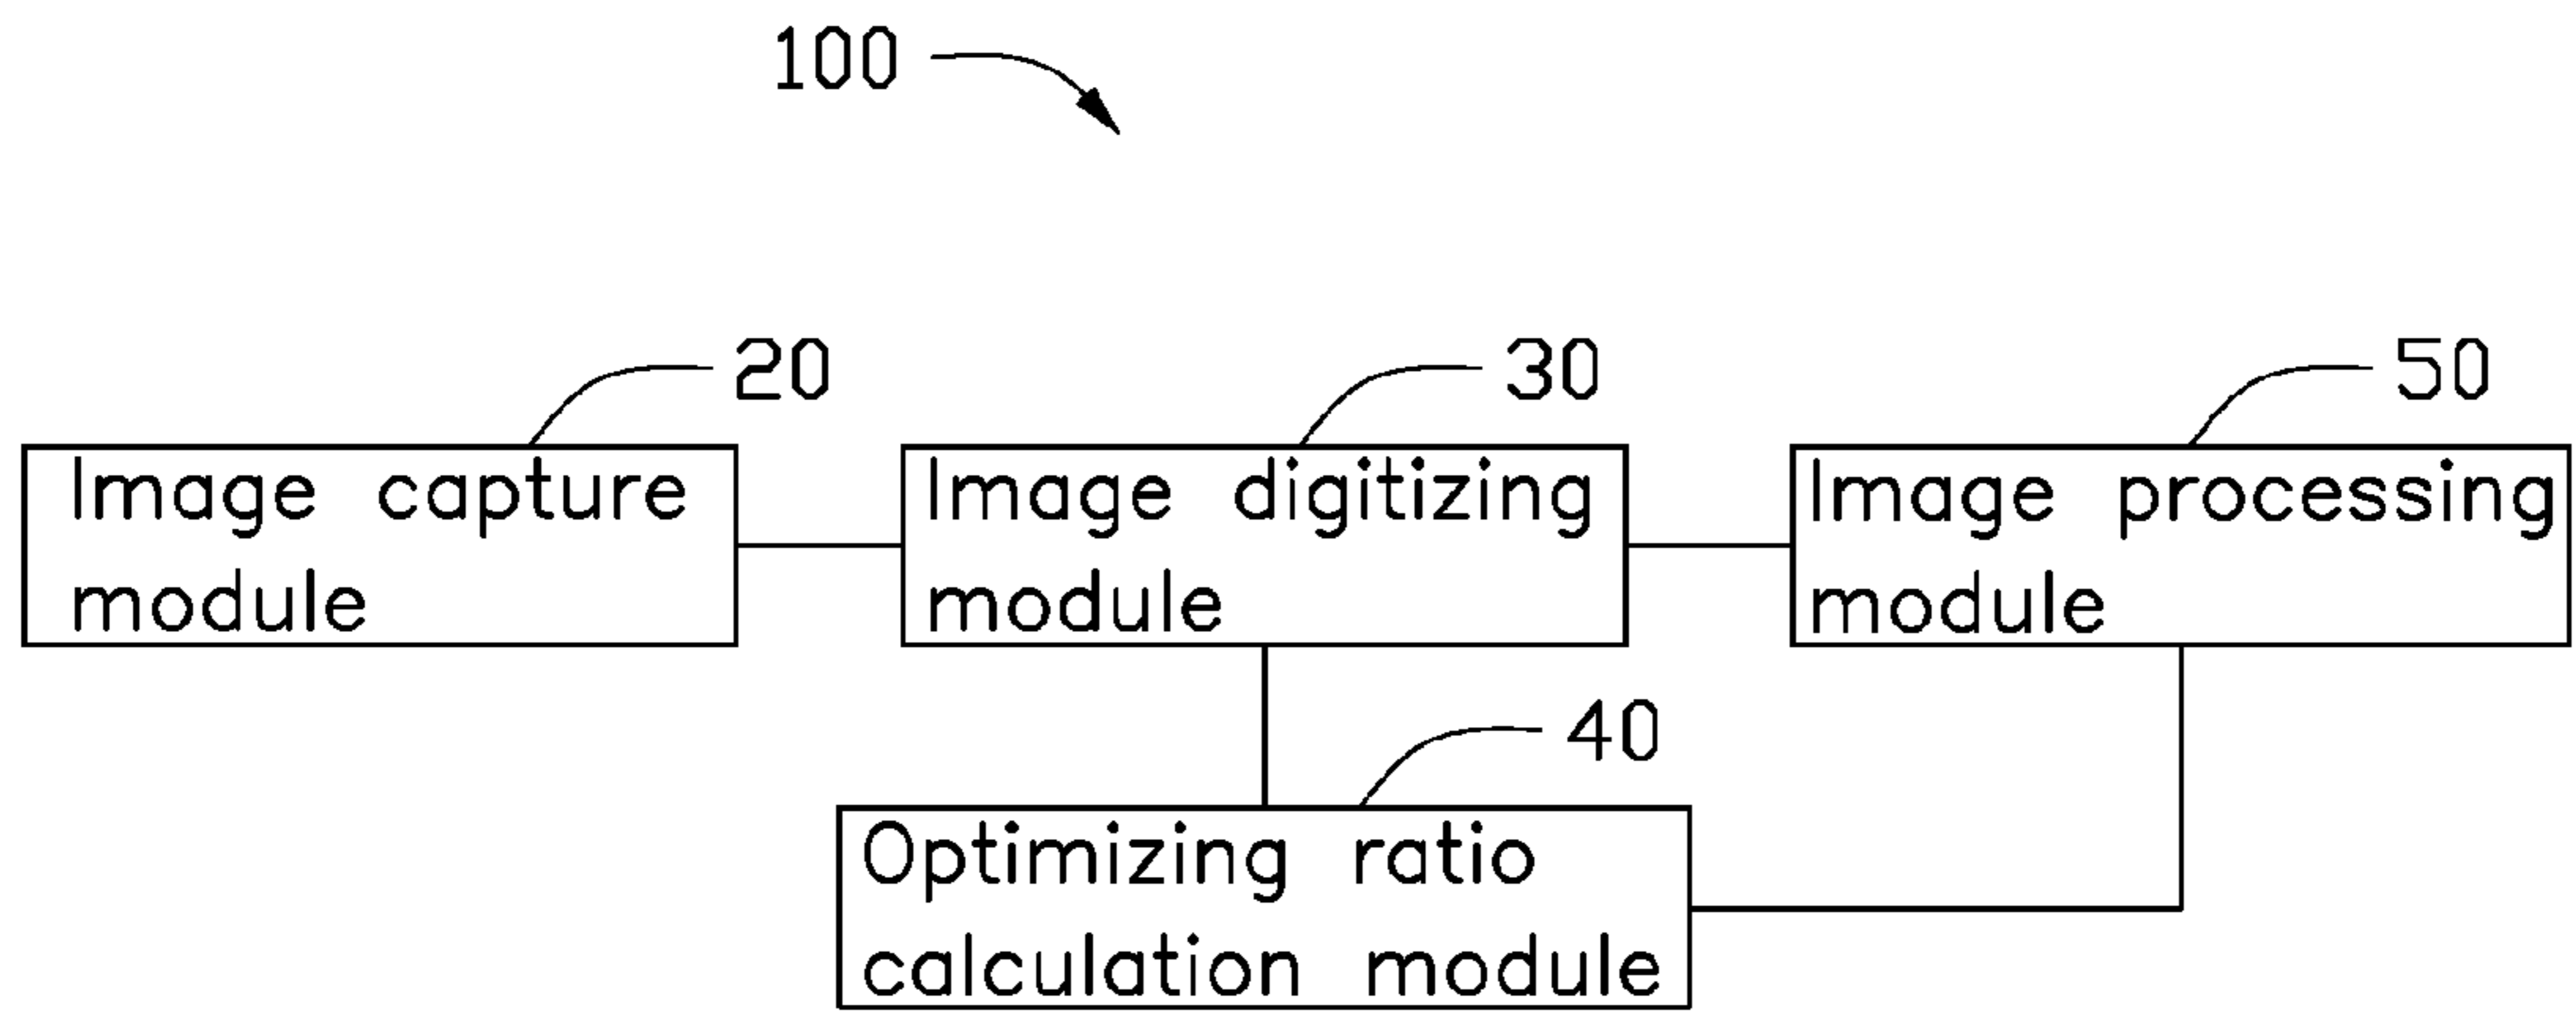 100
20
30
50
Image capture
module
Image digitizing
module
Image processing
module
40
Optimizing ratio
calculation module